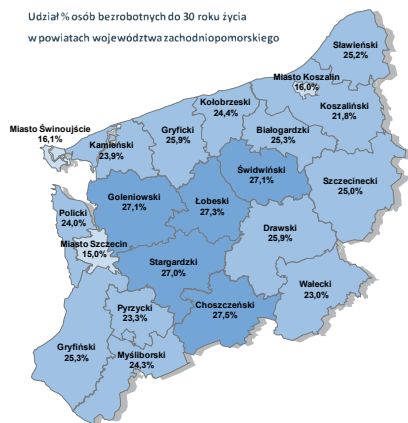 Udział % osób bezrobotnych do 30 roku życia
w powiatach województwa zachodniopomorskiego
Sławieński
25,2%
Miasto Koszalin
16,0%
Kołobrzeski
24,4%
Koszaliński
21,8%
Miasto Świnoujście
16,1%
Kamieński
23,9%
Gryficki
25,9%
Białogardzki
25,3%
Świdwiński
27,1%
Szczecinecki
25,0%
Goleniowski
27,1%
Łobeski
27,3%
Policki
24,0%
Miasto Szczecin
15,0%
Drawski
25,9%
Stargardzki
27,0%
Wałecki
23,0%
Choszczeński
27,5%
Pyrzycki
23,3%
Gryfiński
25,3%
Myśliborski
24,3%